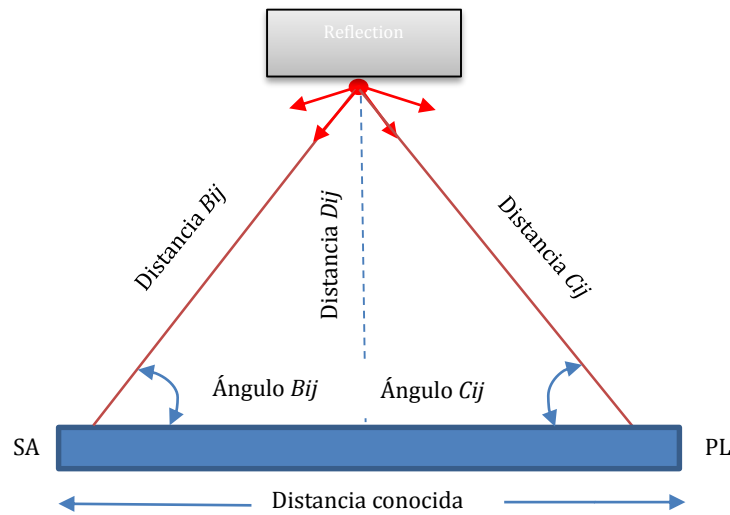 Reflection
Distancia Bij
Distancia Dij
Distancia Cij
Ángulo Bij
Ángulo Cij
SA
PL
Distancia conocida